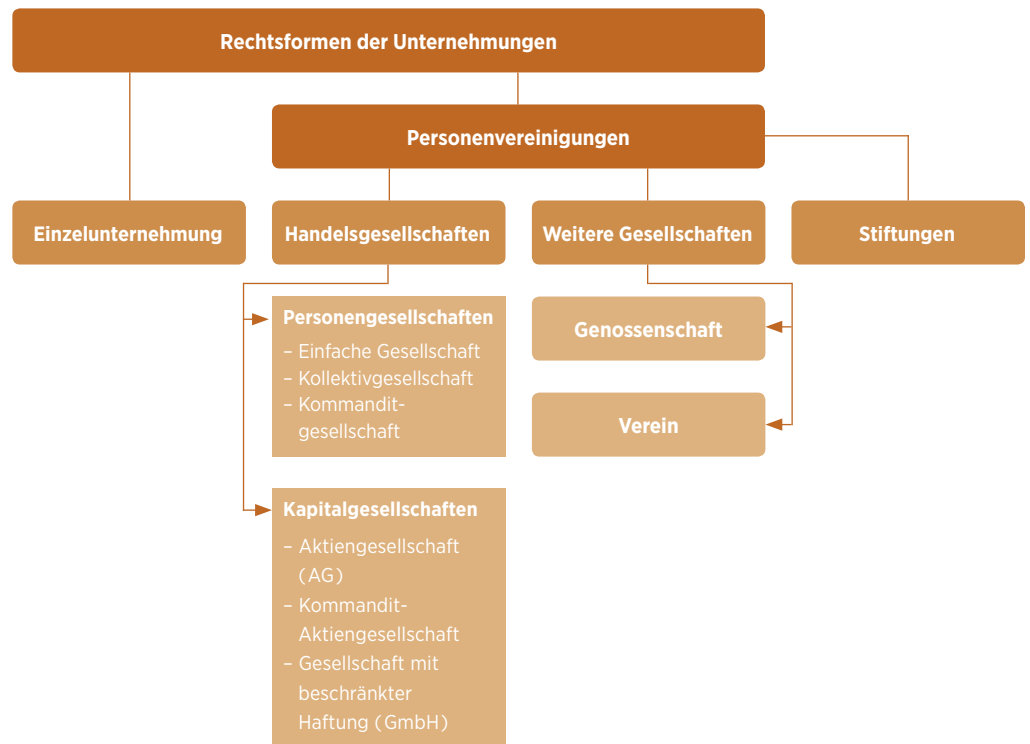 Rechtsformen der Unternehmungen
Personenvereinigungen
Einzelunternehmung
Handelsgesellschaften
Weitere Gesellschaften
Stiftungen
Personengesellschaften
– Einfache Gesellschaft
– Kollektivgesellschaft
– Kommandit-
gesellschaft
Genossenschaft
Verein
Kapitalgesellschaften
– Aktiengesellschaft
(AG)
– Kommandit-
Aktiengesellschaft
– Gesellschaft mit
beschränkter
Haftung (GmbH)